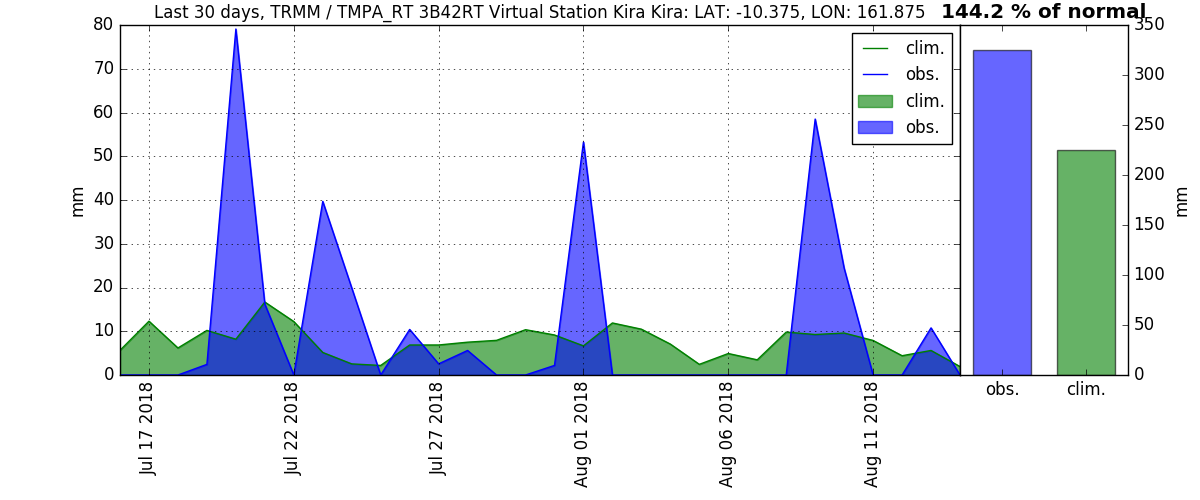 Last 30 days, TRMM / TMPA_RT 3B42RT Virtual Station Kira Kira: LAT: -10.375, LON: 161.875
144.2 % of normal
80
70
60
50
40
30
20
10
0
mm
clim.
obs.
clim.
obs.
Jul 17 2018
Jul 22 2018
Jul 27 2018
Aug 01 2018
Aug 06 2018
Aug 11 2018
350
300
250
200
150
100
50
0
mm
obs. clim.